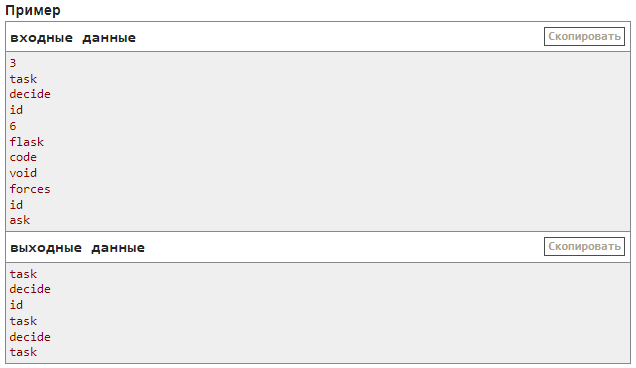 Пример
входные данные
Скопировать
3
task
decide
id
6
flask
code
void
forces
id
ask
выходные данные
Скопировать
task
decide
id
task
decide
task